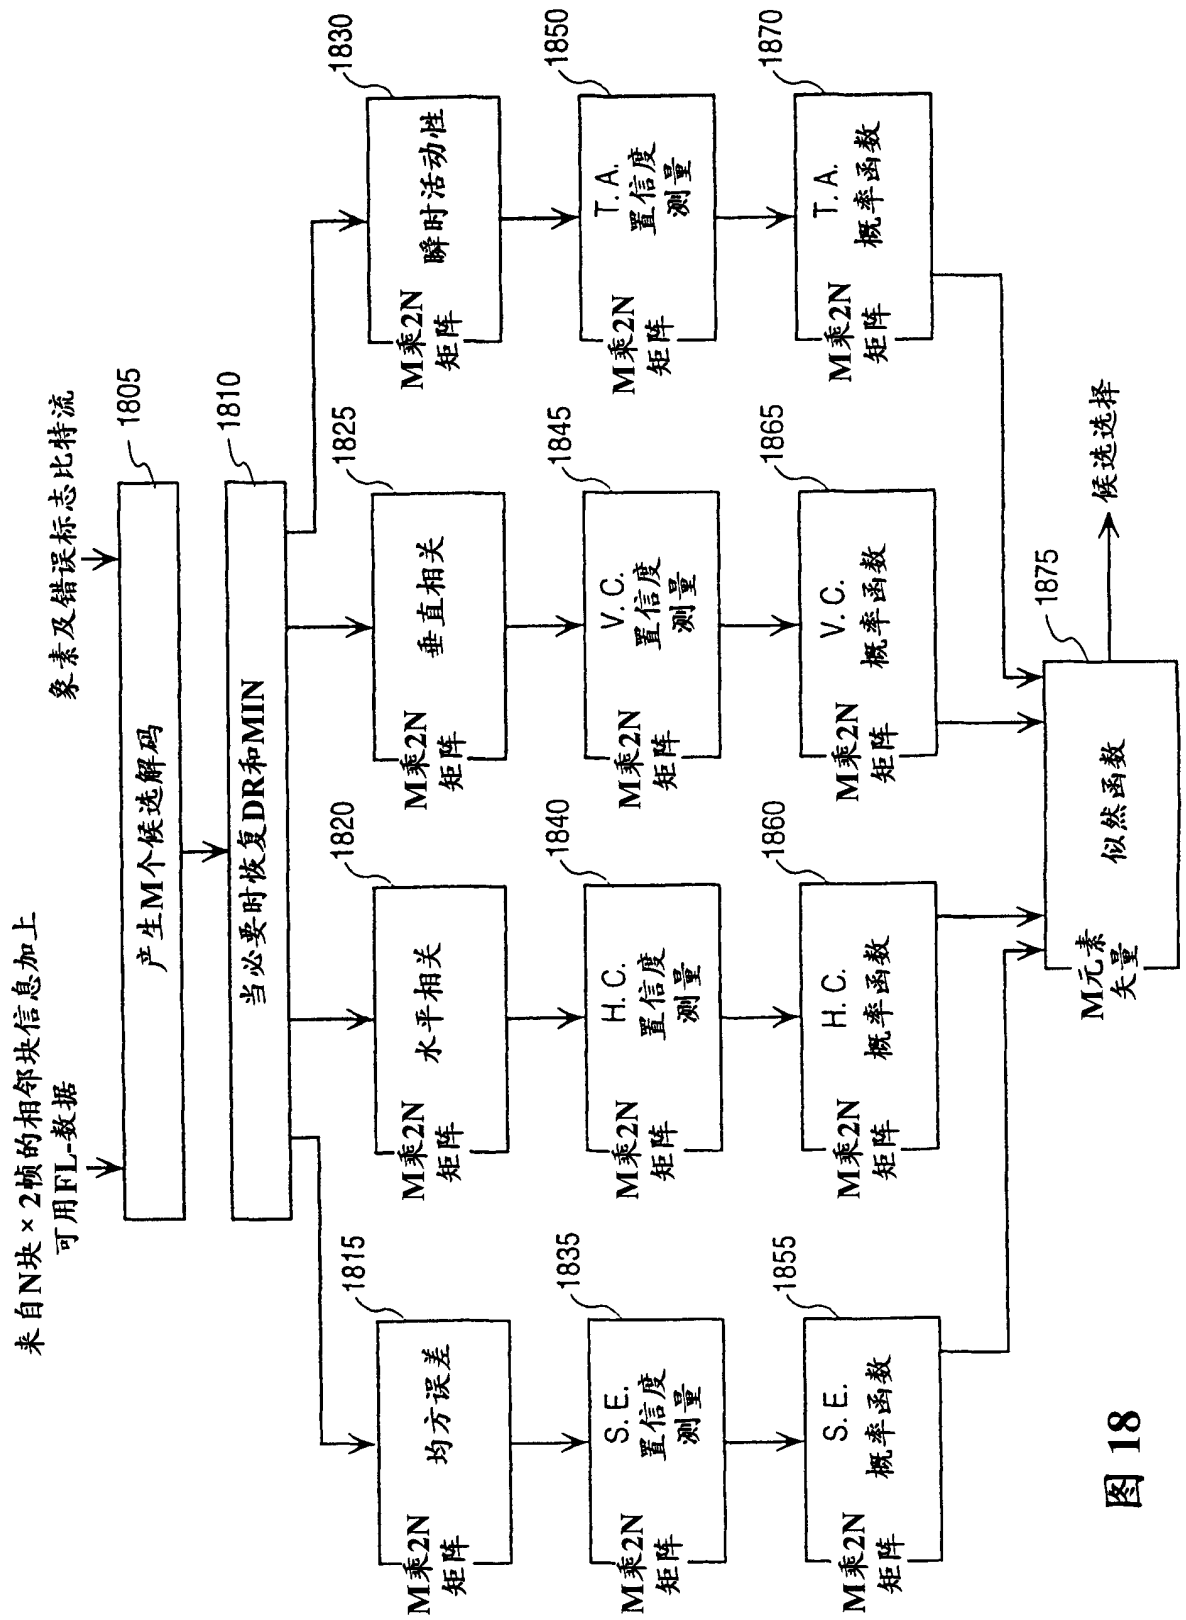 来自N块×2帧的相邻块信息加上
可用FL-数据
象素及错误标志比特流
1805
产生M个候选解码
1810
当必要时恢复DR和MIN
1815
均方误差
M乘2N
矩阵
1820
水平相关
M乘2N
矩阵
1825
垂直相关
M乘2N
矩阵
1830
瞬时活动性
M乘2N
矩阵
1835
S.E.
置信度
测量
M乘2N
矩阵
1840
H.C.
置信度
测量
M乘2N
矩阵
1845
V.C.
置信度
测量
M乘2N
矩阵
1850
T.A.
置信度
测量
M乘2N
矩阵
1855
S.E.
概率函数
M乘2N
矩阵
1860
H.C.
概率函数
M乘2N
矩阵
1865
V.C.
概率函数
M乘2N
矩阵
1870
T.A.
概率函数
M乘2N
矩阵
1875
似然函数
M元素
矢量
候选选择
图 18